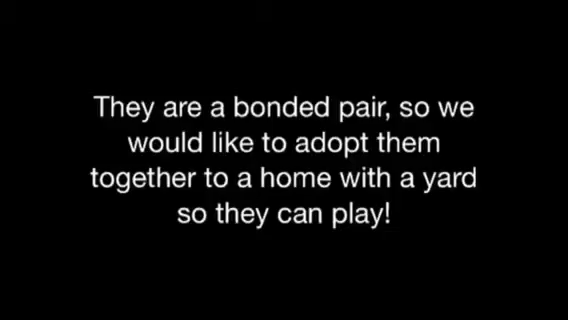 They are a bonded pair, so we
would like to adopt them
together to a home with a yard
so they can play!